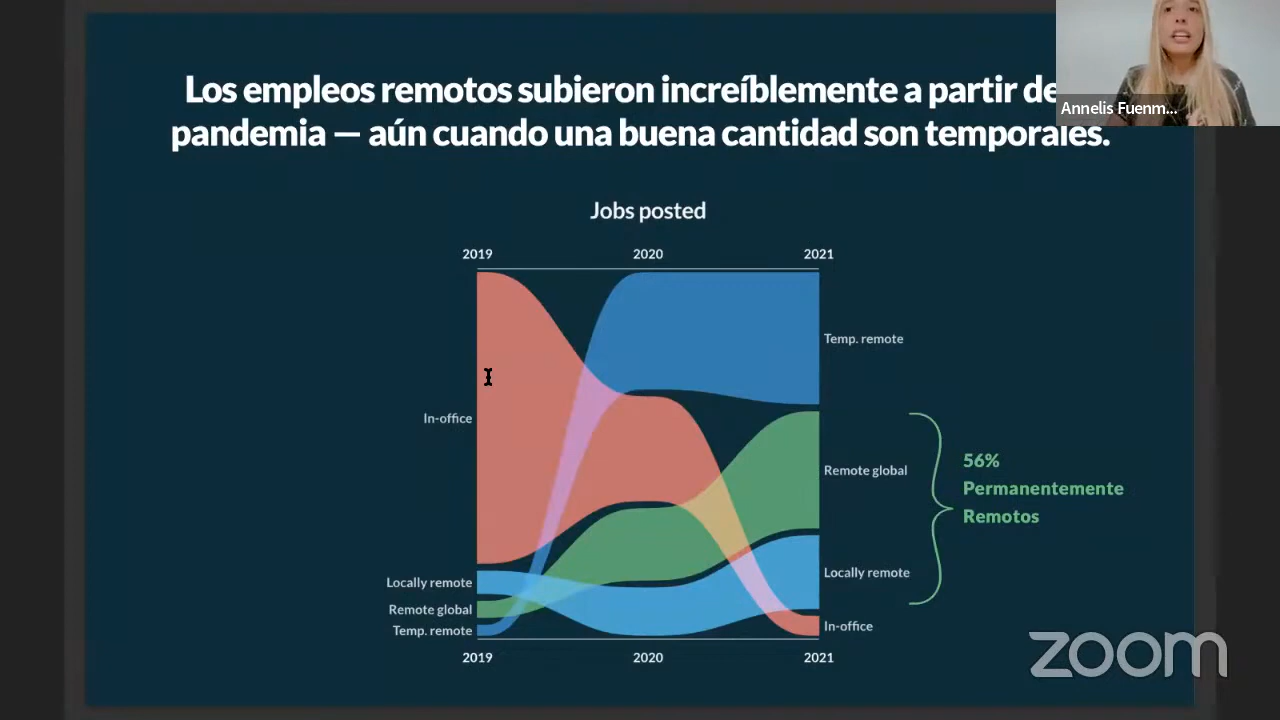 Los empleos remotos subieron increíblemente a partir de
pandemia — aún cuando una buena cantidad son temporales.
Annelis Fuenm...
Jobs posted
2019 2020 2021
Temp. remote
In-office
Remote global
56%
Permanentemente
Remotos
Locally remote
Locally remote
Remote global
In-office
Temp. remote
2019 2020 2021
zoom